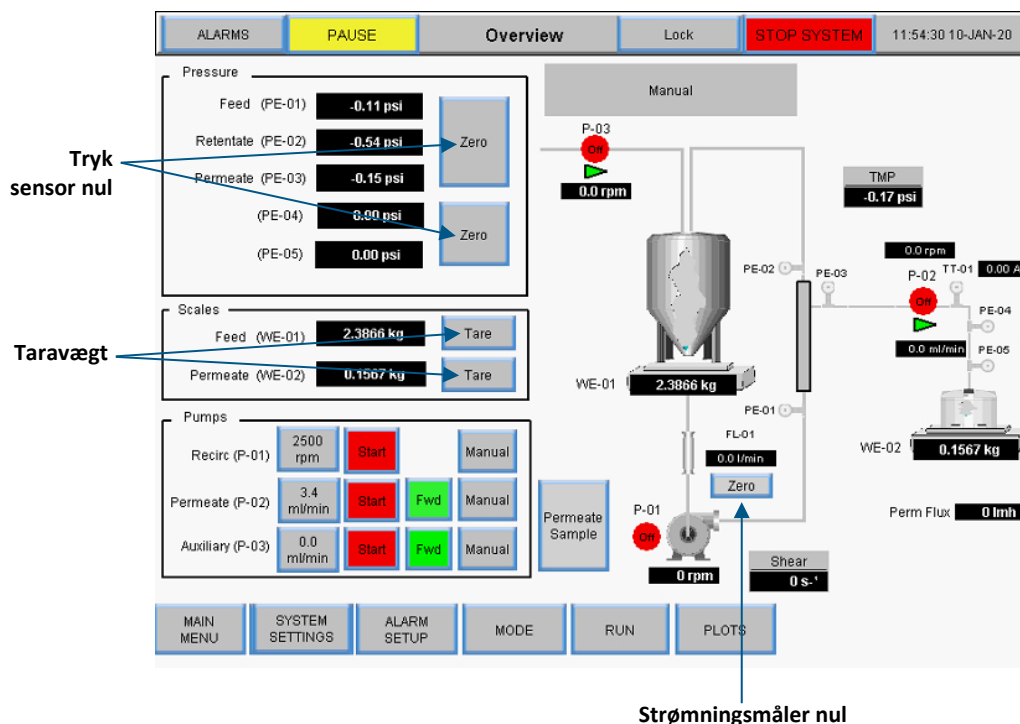 ALARMS PAUSE Overview Lock STOP SYSTEM 11:54:30 10-JAN-20
Pressure
Feed (PE-01) -0.11 psi
Retentate (PE-02) -0.54 psi
Permeate (PE-03) -0.15 psi
Zero
(PE-04) 0.00 psi
(PE-05) 0.00 psi
Zero
Tryk
sensor nul
Scales
Feed (WE-01) 2.3866 kg Tare
Permeate (WE-02) 0.1567 kg Tare
Taravægt
Pumps
Recirc (P-01) 2500 rpm Start Manual
Permeate (P-02) 3.4 ml/min Start Fwd Manual
Auxiliary (P-03) 0.0 ml/min Start Fwd Manual
Permeate
Sample
Manual
P-03
Off
0.0 rpm
TMP
-0.17 psi
PE-02
PE-03
0.0 rpm
P-02
Off
0.0 ml/min
TT-01
0.00 A
PE-04
PE-05
WE-01
2.3866 kg
PE-01
FL-01
0.0 l/min
Zero
WE-02
0.1567 kg
P-01
Off
0 rpm
Perm Flux 0 lmh
Shear
0 s-¹
MAIN
MENU
SYSTEM
SETTINGS
ALARM
SETUP
MODE
RUN
PLOTS
Strømningsmåler nul